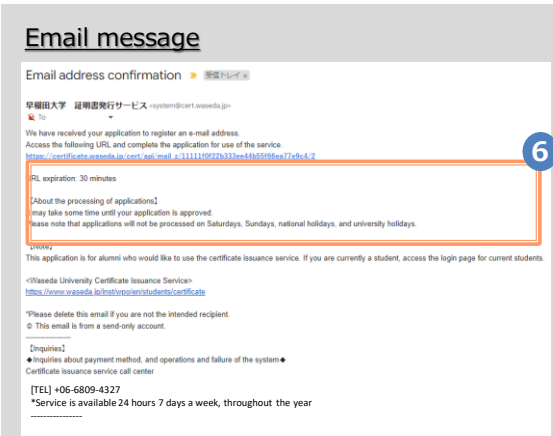 Email message
Email address confirmation 受信トレイ ×
早稲田大学 証明書発行サービス <system@cert.waseda.jp>
To
We have received your application to register an e-mail address.
Access the following URL and complete the application for use of the service.
https://certificate.waseda.jp/cert/api/mail_z/11111f0f22b333ee44b55f96ea77e9c4/2
6
URL expiration: 30 minutes
【About the processing of applications】
may take some time until your application is approved.
Please note that applications will not be processed on Saturdays, Sundays, national holidays, and university holidays.
【Note】
This application is for alumni who would like to use the certificate issuance service. If you are currently a student, access the login page for current students.
<Waseda University Certificate Issuance Service>
https://www.waseda.jp/inst/wpo/en/students/certificate
*Please delete this email if you are not the intended recipient.
This email is from a send-only account.
---------------
【Inquiries】
◆Inquiries about payment method, and operations and failure of the system◆
Certificate issuance service call center
[TEL] +06-6809-4327
*Service is available 24 hours 7 days a week, throughout the year
----------------